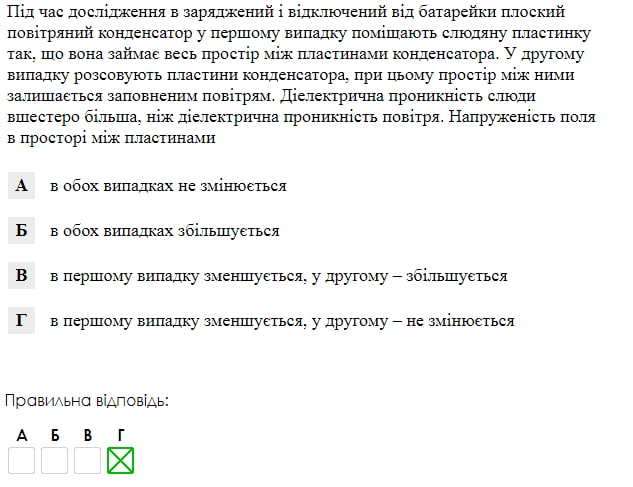 Під час дослідження в заряджений і відключений від батарейки плоский
повітряний конденсатор у першому випадку поміщають слюдяну пластинку
так, що вона займає весь простір між пластинами конденсатора. У другому
випадку розсовують пластини конденсатора, при цьому простір між ними
залишається заповненим повітрям. Діелектрична проникність слюди
вшестеро більша, ніж діелектрична проникність повітря. Напруженість поля
в просторі між пластинами
А в обох випадках не змінюється
Б в обох випадках збільшується
В в першому випадку зменшується, у другому – збільшується
Г в першому випадку зменшується, у другому – не змінюється
Правильна відповідь:
А Б В Г